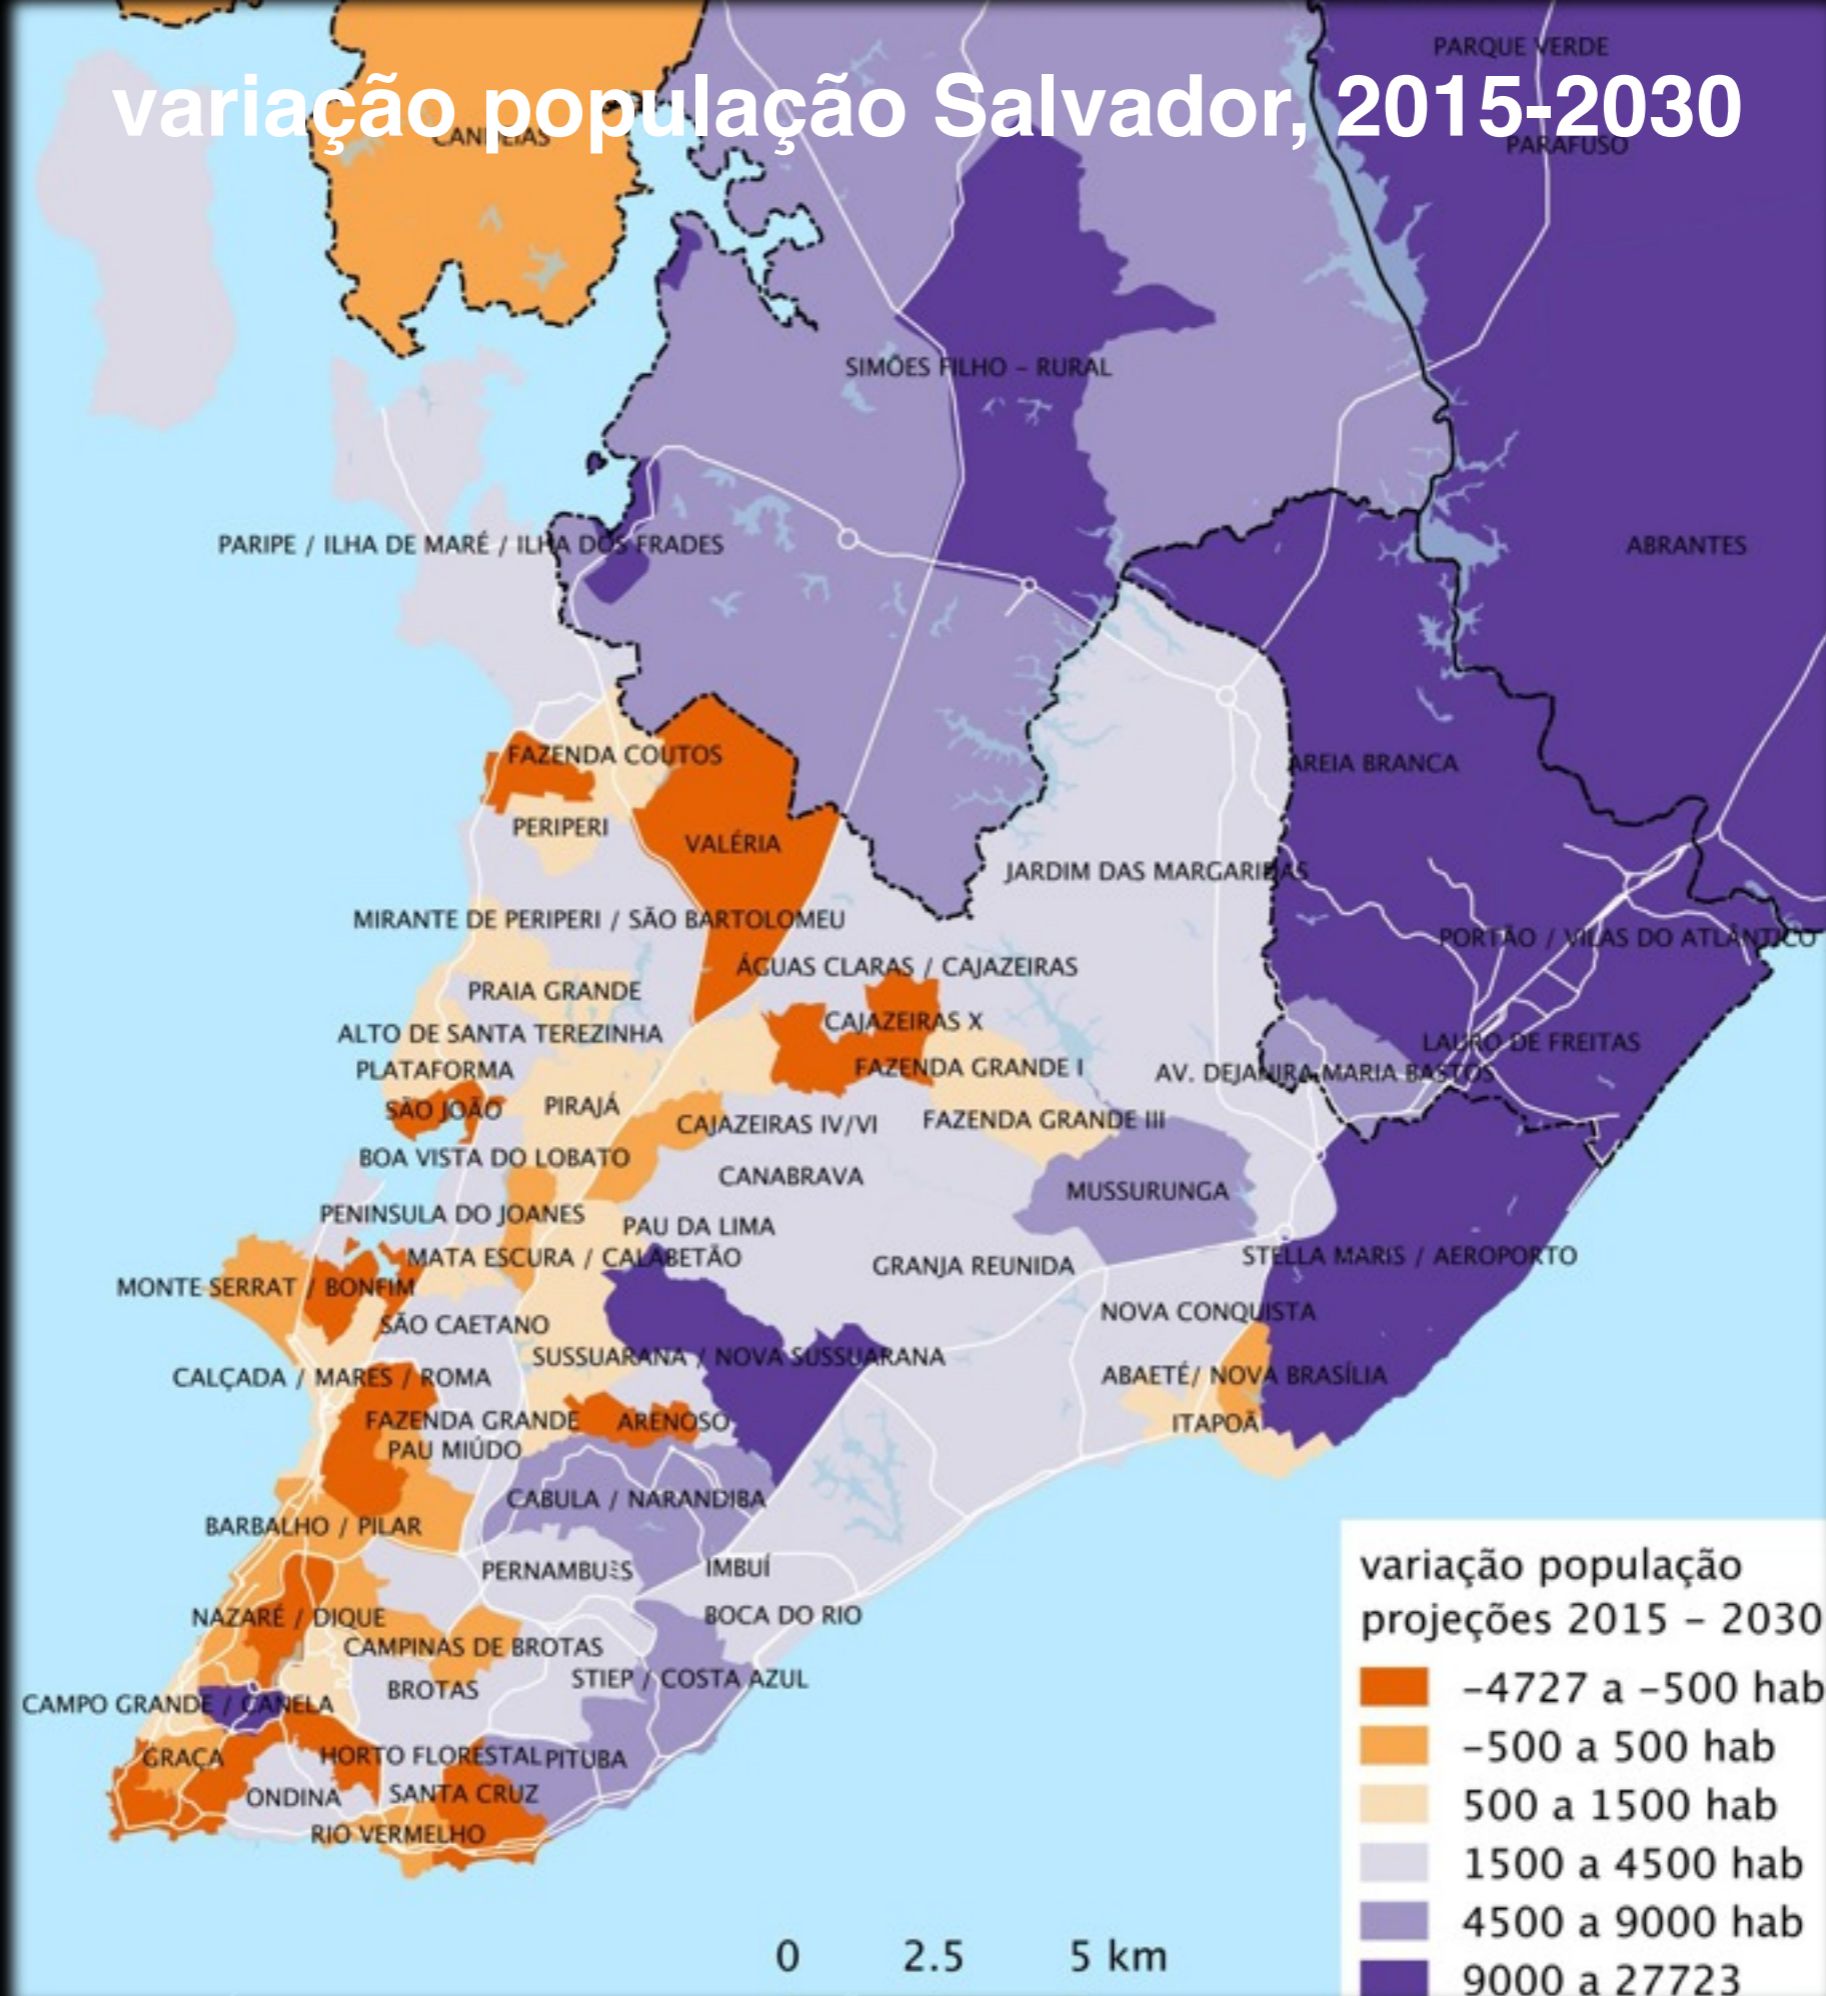 variação população Salvador, 2015-2030
PARQUE VERDE
CANDEIAS
PARAFUSO
SIMÕES FILHO – RURAL
PARIPE / ILHA DE MARÉ / ILHA DOS FRADES
ABRANTES
FAZENDA COUTOS
AREIA BRANCA
PERIPERI
VALÉRIA
JARDIM DAS MARGARIDAS
MIRANTE DE PERIPERI / SÃO BARTOLOMEU
PORTÃO / VILAS DO ATLÂNTICO
ÁGUAS CLARAS / CAJAZEIRAS
PRAIA GRANDE
CAJAZEIRAS X
ALTO DE SANTA TEREZINHA
LAURO DE FREITAS
PLATAFORMA
FAZENDA GRANDE I
AV. DEJANIRA MARIA BASTOS
SÃO JOÃO
PIRAJÁ
CAJAZEIRAS IV/VI
FAZENDA GRANDE III
BOA VISTA DO LOBATO
CANABRAVA
MUSSURUNGA
PENINSULA DO JOANES
PAU DA LIMA
MATA ESCURA / CALABETÃO
GRANJA REUNIDA
STELLA MARIS / AEROPORTO
MONTE SERRAT / BONFIM
NOVA CONQUISTA
SÃO CAETANO
SUSSUARANA / NOVA SUSSUARANA
CALÇADA / MARES / ROMA
ABAETÉ/ NOVA BRASÍLIA
FAZENDA GRANDE
ARENOSO
ITAPOÃ
PAU MIÚDO
CABULA / NARANDIBA
BARBALHO / PILAR
PERNAMBUÉS
IMBUÍ
NAZARÉ / DIQUE
BOCA DO RIO
CAMPINAS DE BROTAS
STIEP / COSTA AZUL
BROTAS
CAMPO GRANDE / CANELA
GRAÇA
HORTO FLORESTAL
PITUBA
ONDINA
SANTA CRUZ
RIO VERMELHO
variação população
projeções 2015 – 2030
–4727 a –500 hab
–500 a 500 hab
500 a 1500 hab
1500 a 4500 hab
4500 a 9000 hab
9000 a 27723
0 2.5 5 km